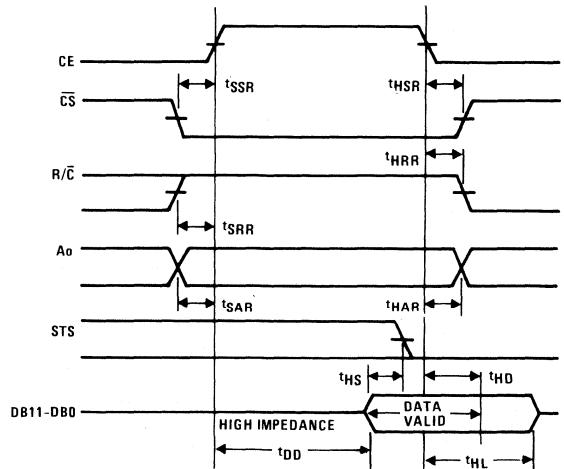 CE
tSSR
tHSR
C̅S̅
tHRR
R/C̅
tSRR
Ao
tSAR
tHAR
STS
tHS
tHD
DB11-DB0
HIGH IMPEDANCE
DATA
VALID
tDD
tHL